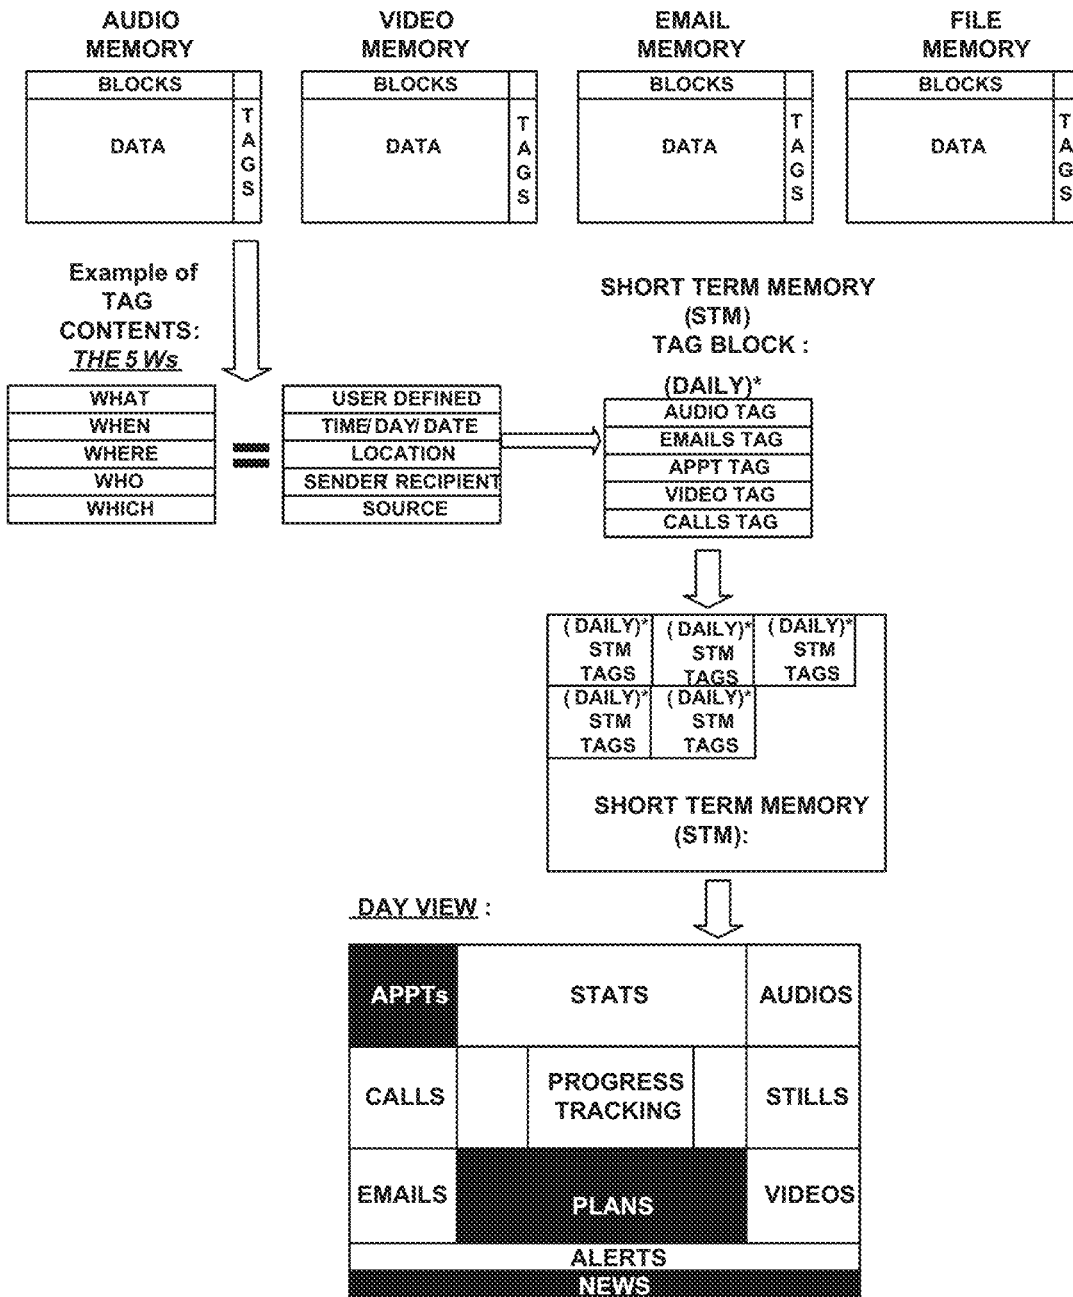 AUDIO
MEMORY
VIDEO
MEMORY
EMAIL
MEMORY
FILE
MEMORY
BLOCKS
DATA
TAGS
BLOCKS
DATA
TAGS
BLOCKS
DATA
TAGS
BLOCKS
DATA
TAGS
Example of
TAG
CONTENTS:
THE 5 Ws
WHAT
WHEN
WHERE
WHO
WHICH
=
USER DEFINED
TIME/DAY/DATE
LOCATION
SENDER RECIPIENT
SOURCE
SHORT TERM MEMORY
(STM)
TAG BLOCK :
(DAILY)*
AUDIO TAG
EMAILS TAG
APPT TAG
VIDEO TAG
CALLS TAG
(DAILY)*
STM
TAGS
(DAILY)*
STM
TAGS
(DAILY)*
STM
TAGS
(DAILY)*
STM
TAGS
(DAILY)*
STM
TAGS
SHORT TERM MEMORY
(STM):
DAY VIEW :
APPTs
STATS
AUDIOS
CALLS
PROGRESS
TRACKING
STILLS
EMAILS
PLANS
VIDEOS
ALERTS
NEWS